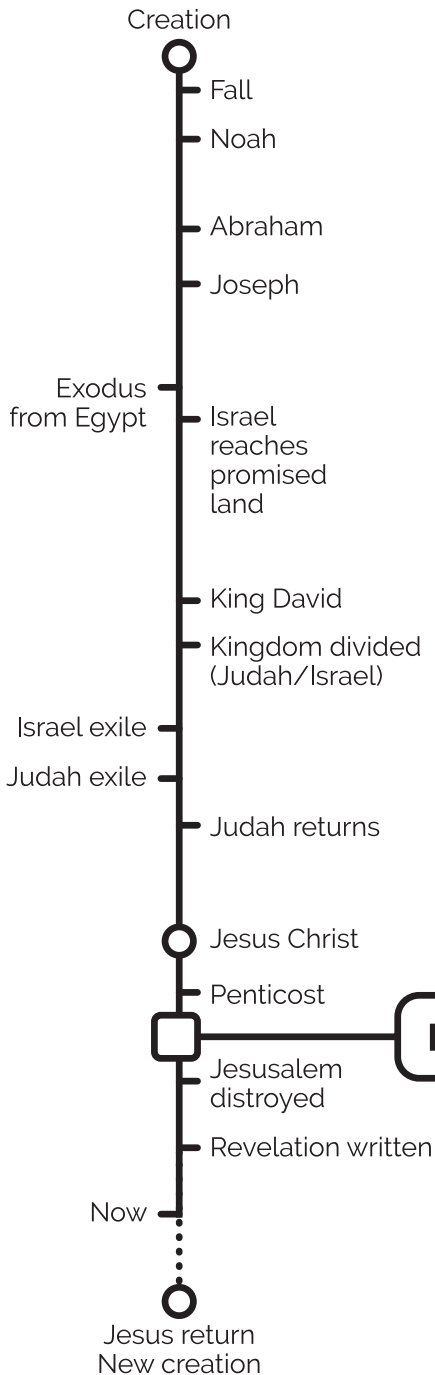 Creation
Fall
Noah
Abraham
Joseph
Exodus
from Egypt
Israel
reaches
promised
land
King David
Kingdom divided
(Judah/Israel)
Israel exile
Judah exile
Judah returns
Jesus Christ
Penticost
Jesusalem
distroyed
Revelation written
Now
Jesus return
New creation